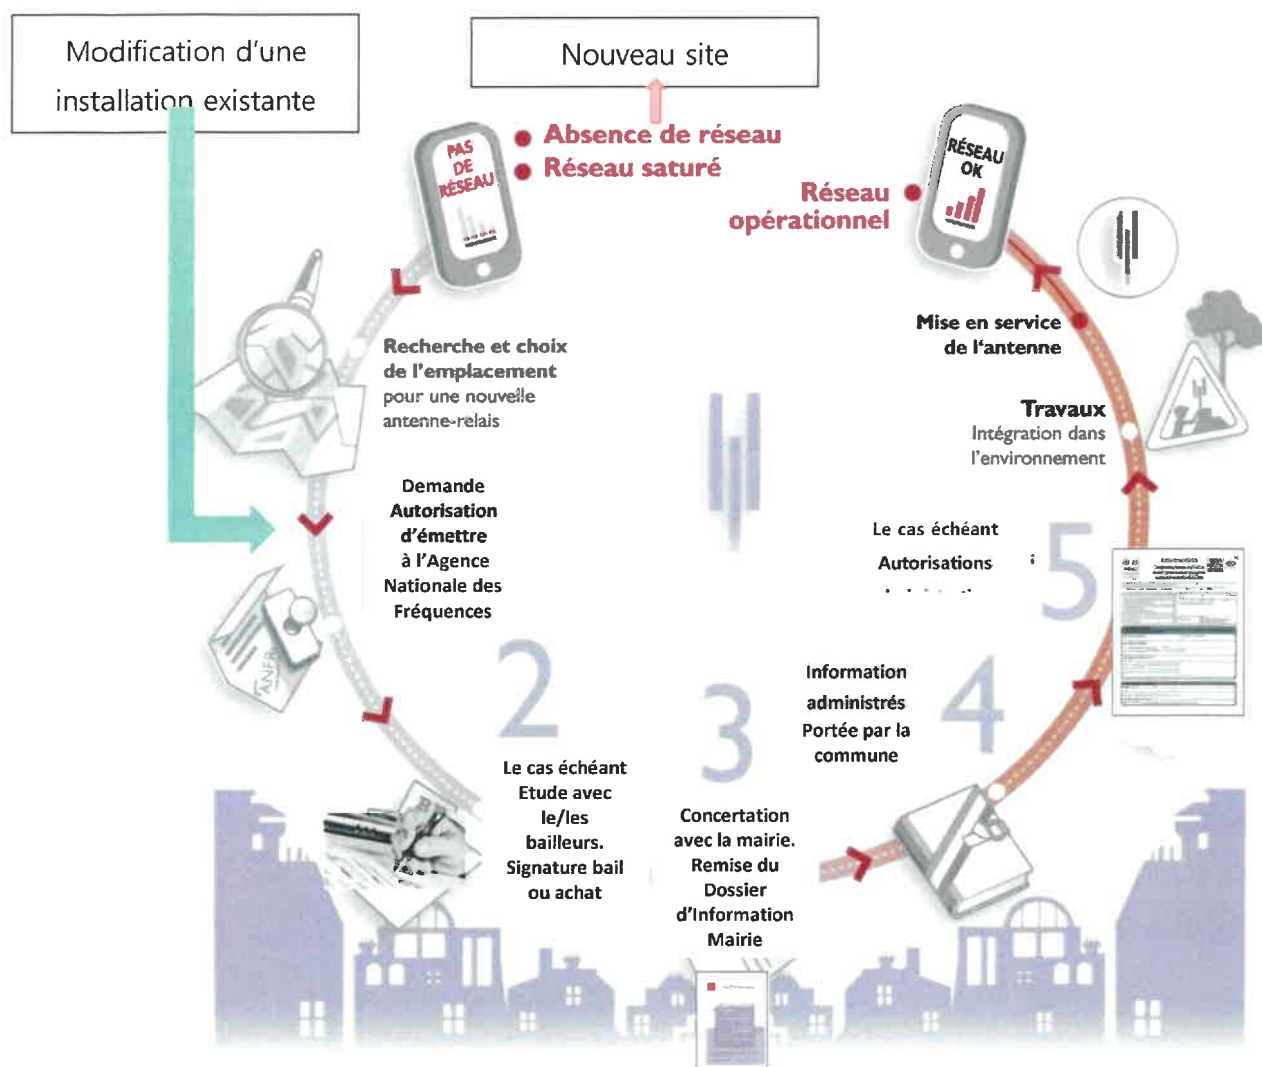 Modification d'une
installation existante
Nouveau site
PAS
DE
RÉSEAU
Absence de réseau
Réseau saturé
RÉSEAU
OK
Réseau
opérationnel
Mise en service
de l'antenne
Recherche et choix
de l'emplacement
pour une nouvelle
antenne-relais
Travaux
Intégration dans
l'environnement
Demande
Autorisation
d'émettre
à l'Agence
Nationale des
Fréquences
ANFR
Le cas échéant
Autorisations
5
2
Le cas échéant
Etude avec
le/les
bailleurs.
Signature bail
ou achat
3
Concertation
avec la mairie.
Remise du
Dossier
d'Information
Mairie
4
Information
administrés
Portée par la
commune